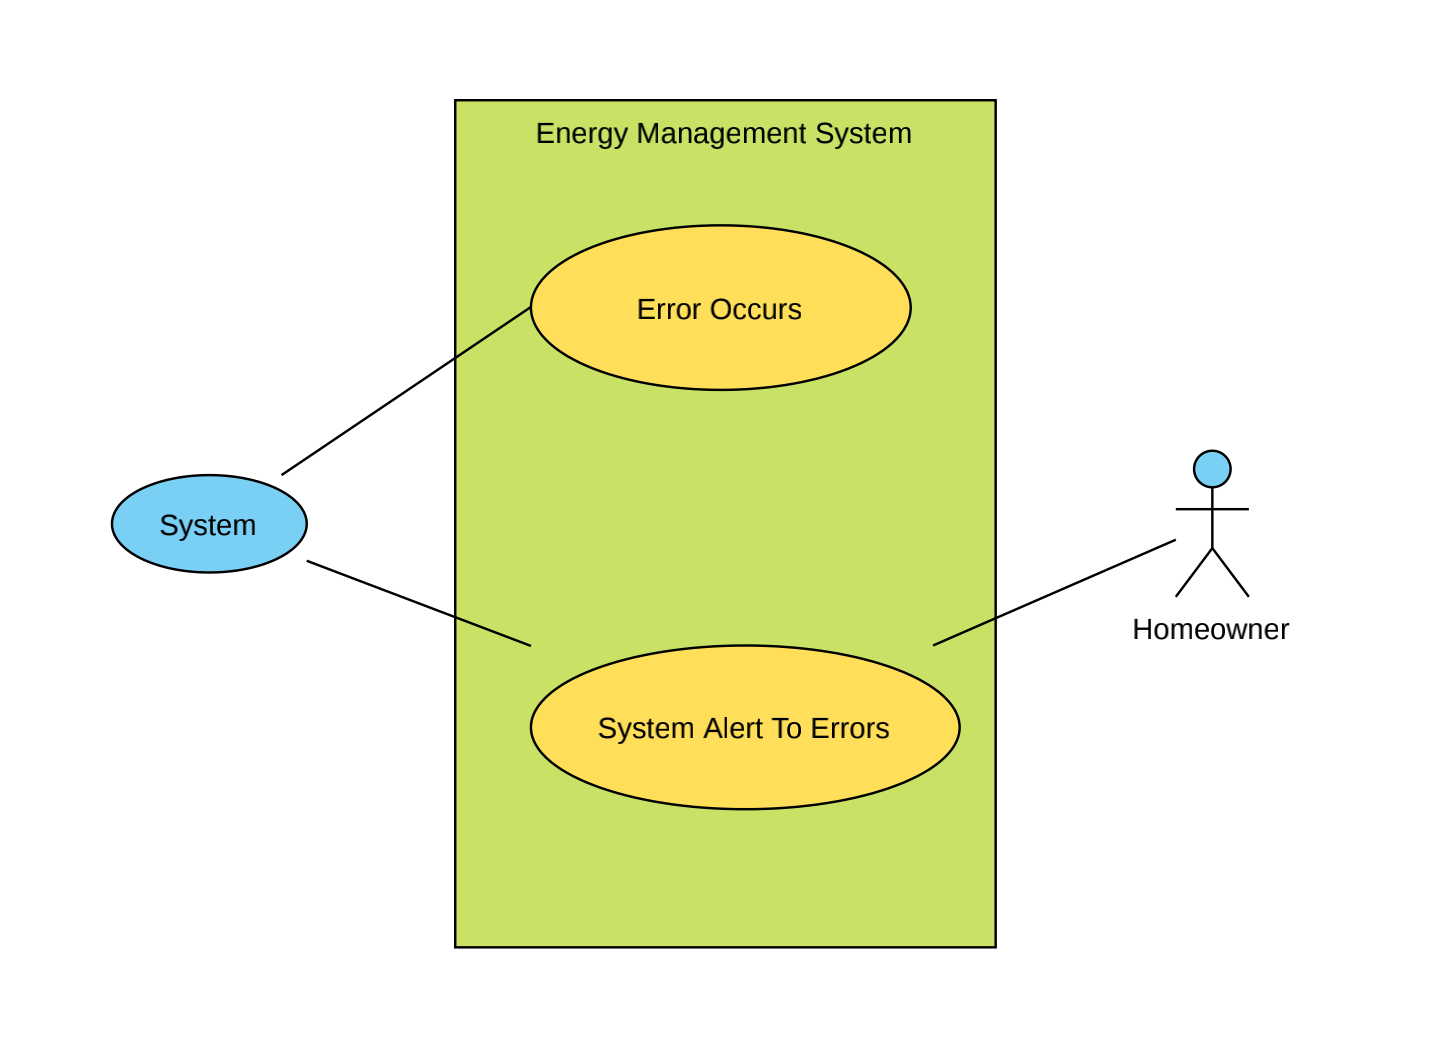 Energy Management System
Error Occurs
System
Homeowner
System Alert To Errors